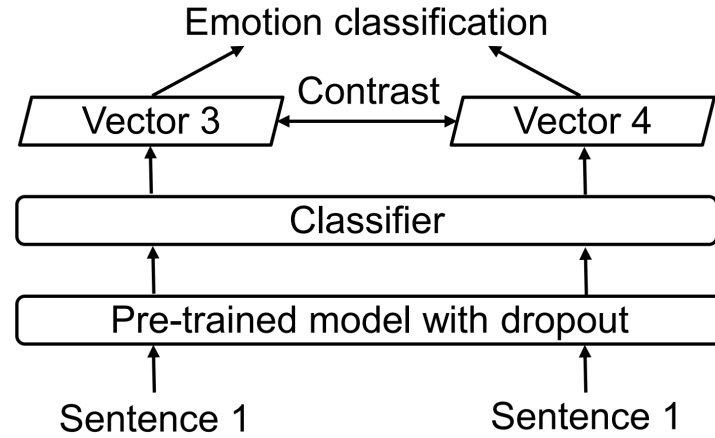 Emotion classification
Contrast
Vector 3
Vector 4
Classifier
Pre-trained model with dropout
Sentence 1
Sentence 1